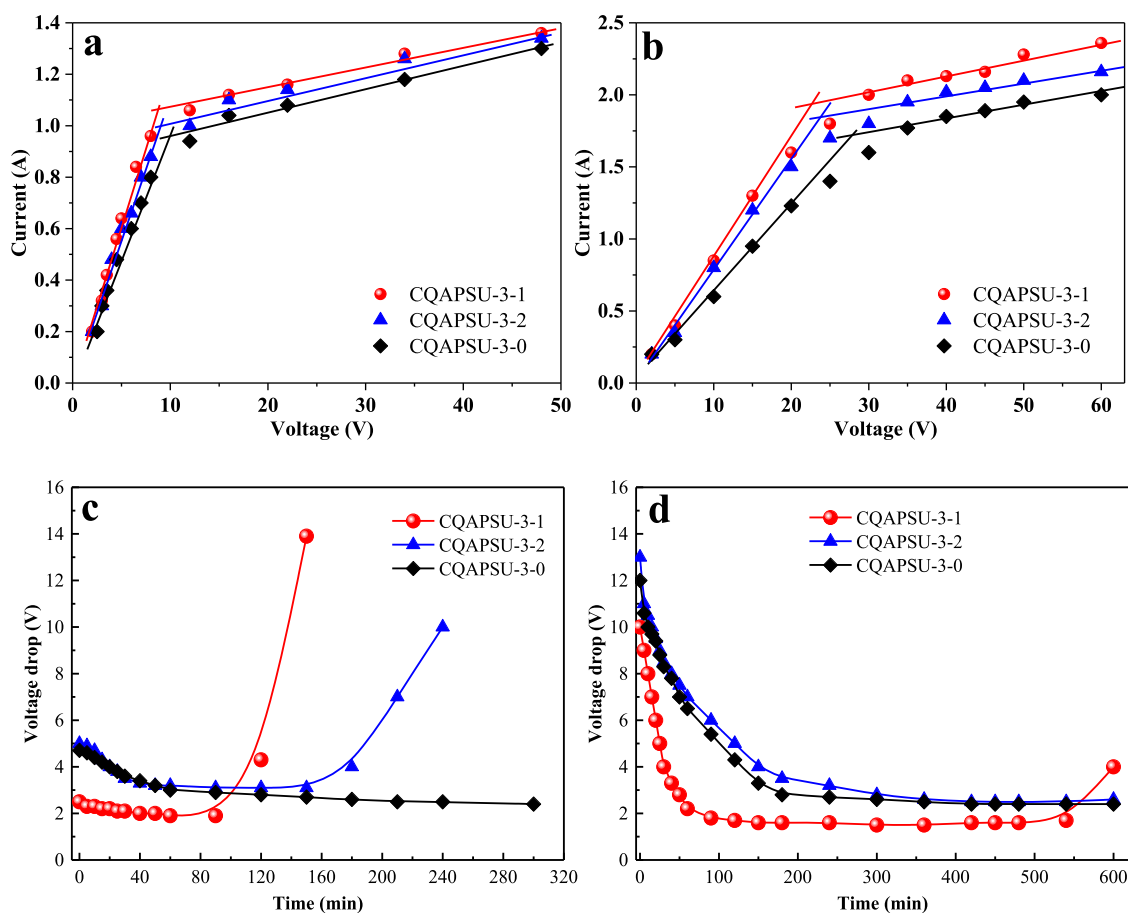 a
1.4
1.2
1.0
0.8
0.6
0.4
0.2
0.0
Current (A)
CQAPSU-3-1
CQAPSU-3-2
CQAPSU-3-0
0 10 20 30 40 50
Voltage (V)
b
2.5
2.0
1.5
1.0
0.5
0.0
Current (A)
CQAPSU-3-1
CQAPSU-3-2
CQAPSU-3-0
0 10 20 30 40 50 60
Voltage (V)
c
16
14
12
10
8
6
4
2
0
Voltage drop (V)
CQAPSU-3-1
CQAPSU-3-2
CQAPSU-3-0
0 40 80 120 160 200 240 280 320
Time (min)
d
16
14
12
10
8
6
4
2
0
Voltage drop (V)
CQAPSU-3-1
CQAPSU-3-2
CQAPSU-3-0
0 100 200 300 400 500 600
Time (min)